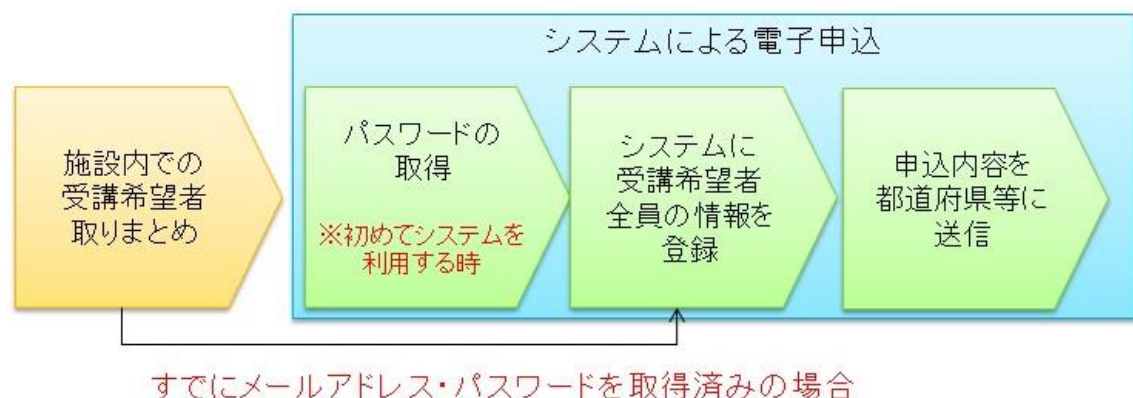 システムによる電子申込
施設内での
受講希望者
取りまとめ
パスワードの
取得
※初めてシステムを
利用する時
システムに
受講希望者
全員の情報を
登録
申込内容を
都道府県等に
送信
すでにメールアドレス・パスワードを取得済みの場合